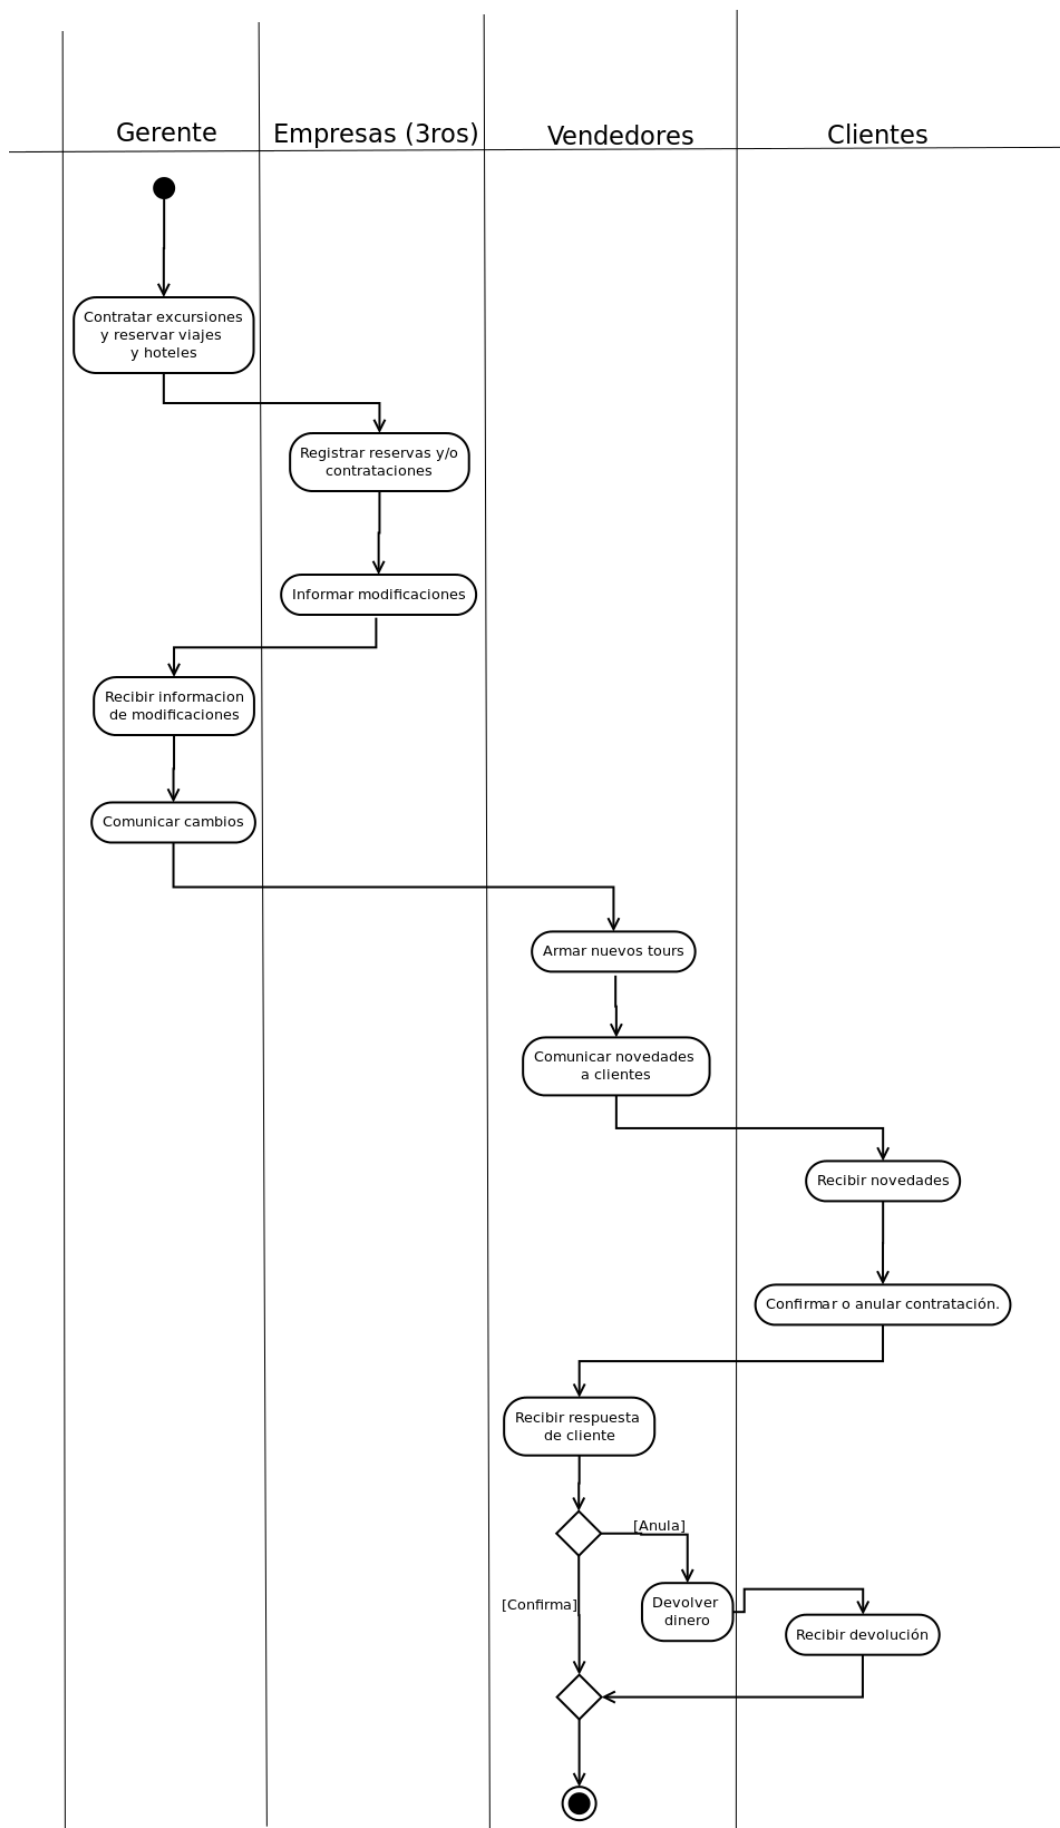 Gerente
Empresas (3ros)
Vendedores
Clientes
Contratar excursiones
y reservar viajes
y hoteles
Registrar reservas y/o
contrataciones
Informar modificaciones
Recibir informacion
de modificaciones
Comunicar cambios
Armar nuevos tours
Comunicar novedades
a clientes
Recibir novedades
Confirmar o anular contratación.
Recibir respuesta
de cliente
[Anula]
[Confirma]
Devolver
dinero
Recibir devolución